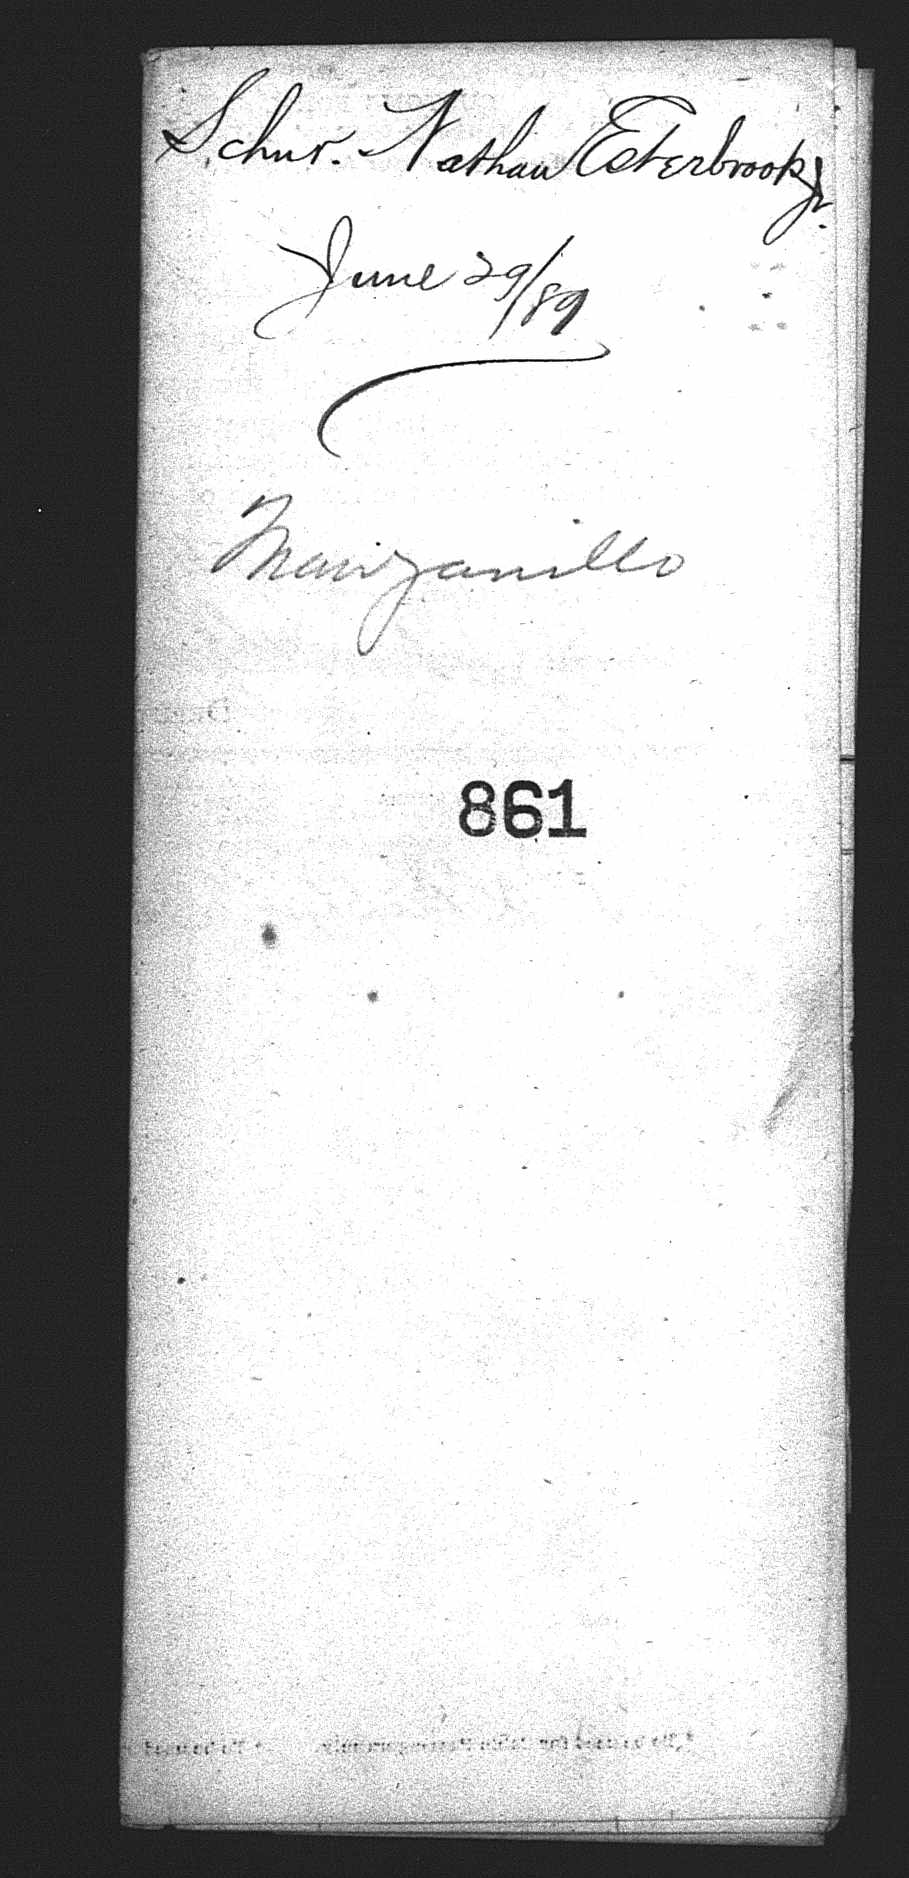 Schnr. Nathan Esterbrook Jr.
June 29/89
Manzanillo
861